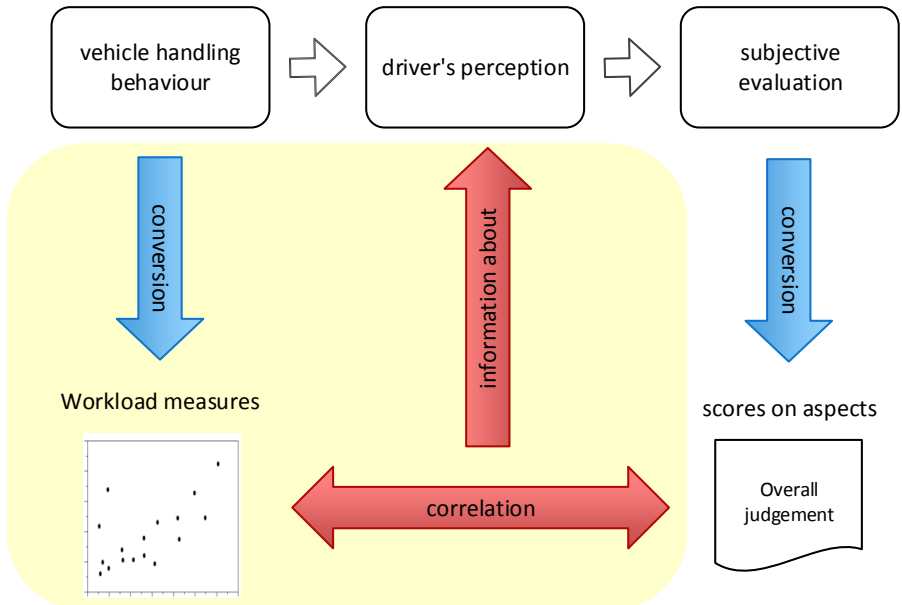 vehicle handling
behaviour
driver's perception
subjective
evaluation
conversion
information about
conversion
Workload measures
scores on aspects
correlation
Overall
judgement